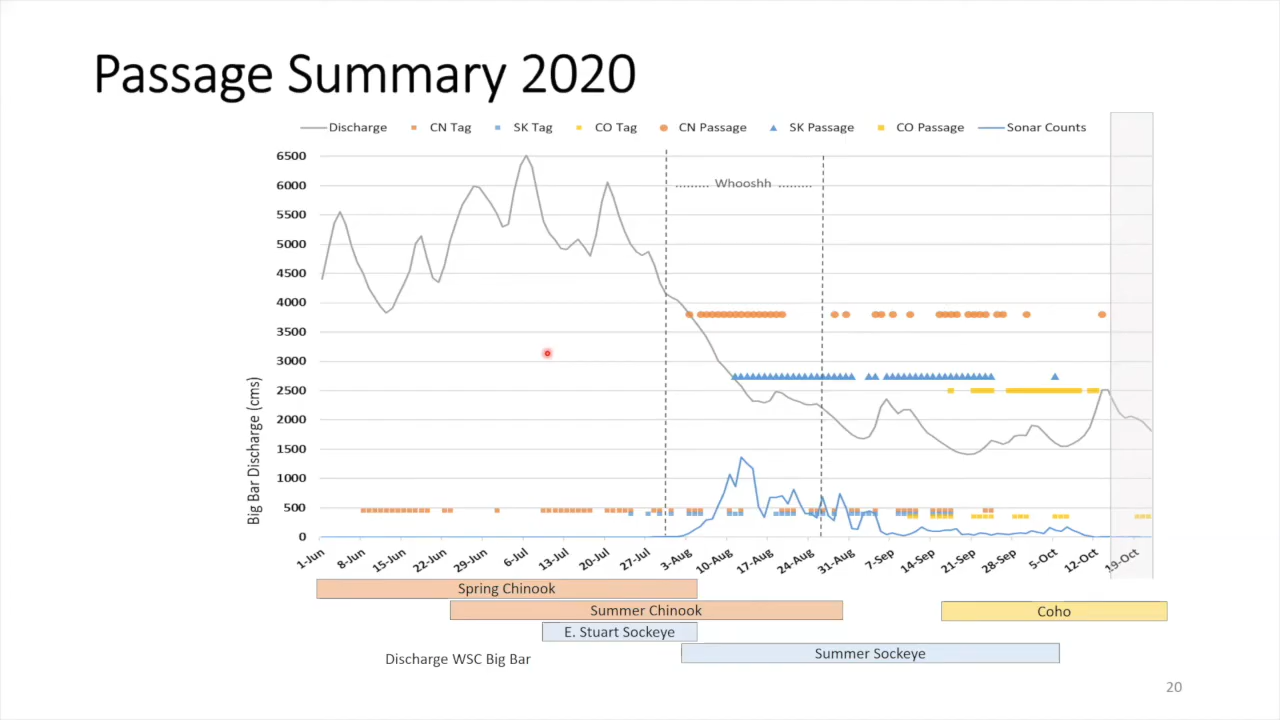 Passage Summary 2020
Discharge CN Tag SK Tag CO Tag CN Passage SK Passage CO Passage Sonar Counts
6500
6000
5500
5000
4500
4000
3500
3000
2500
2000
1500
1000
500
0
Whooshh
Big Bar Discharge (cms)
1-Jun 8-Jun 15-Jun 22-Jun 29-Jun 6-Jul 13-Jul 20-Jul 27-Jul 3-Aug 10-Aug 17-Aug 24-Aug 31-Aug 7-Sep 14-Sep 21-Sep 28-Sep 5-Oct 12-Oct 19-Oct
Spring Chinook
Summer Chinook Coho
E. Stuart Sockeye
Summer Sockeye
Discharge WSC Big Bar
20